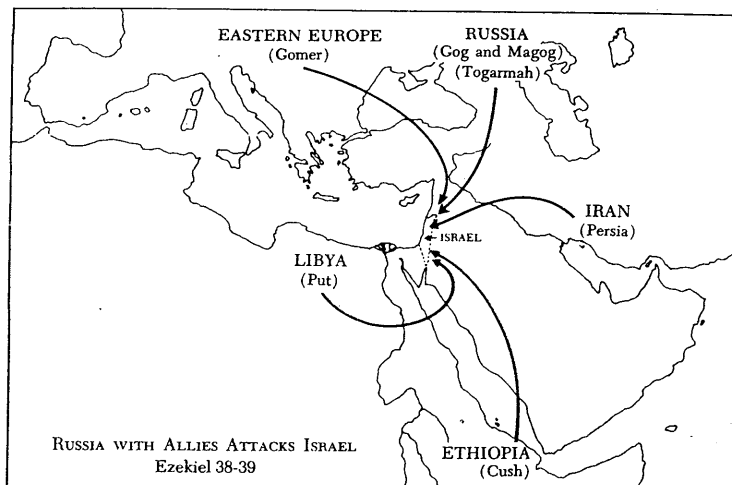 EASTERN EUROPE
(Gomer)
RUSSIA
(Gog and Magog)
(Togarmah)
IRAN
(Persia)
ISRAEL
LIBYA
(Put)
RUSSIA WITH ALLIES ATTACKS ISRAEL
Ezekiel 38-39
ETHIOPIA
(Cush)